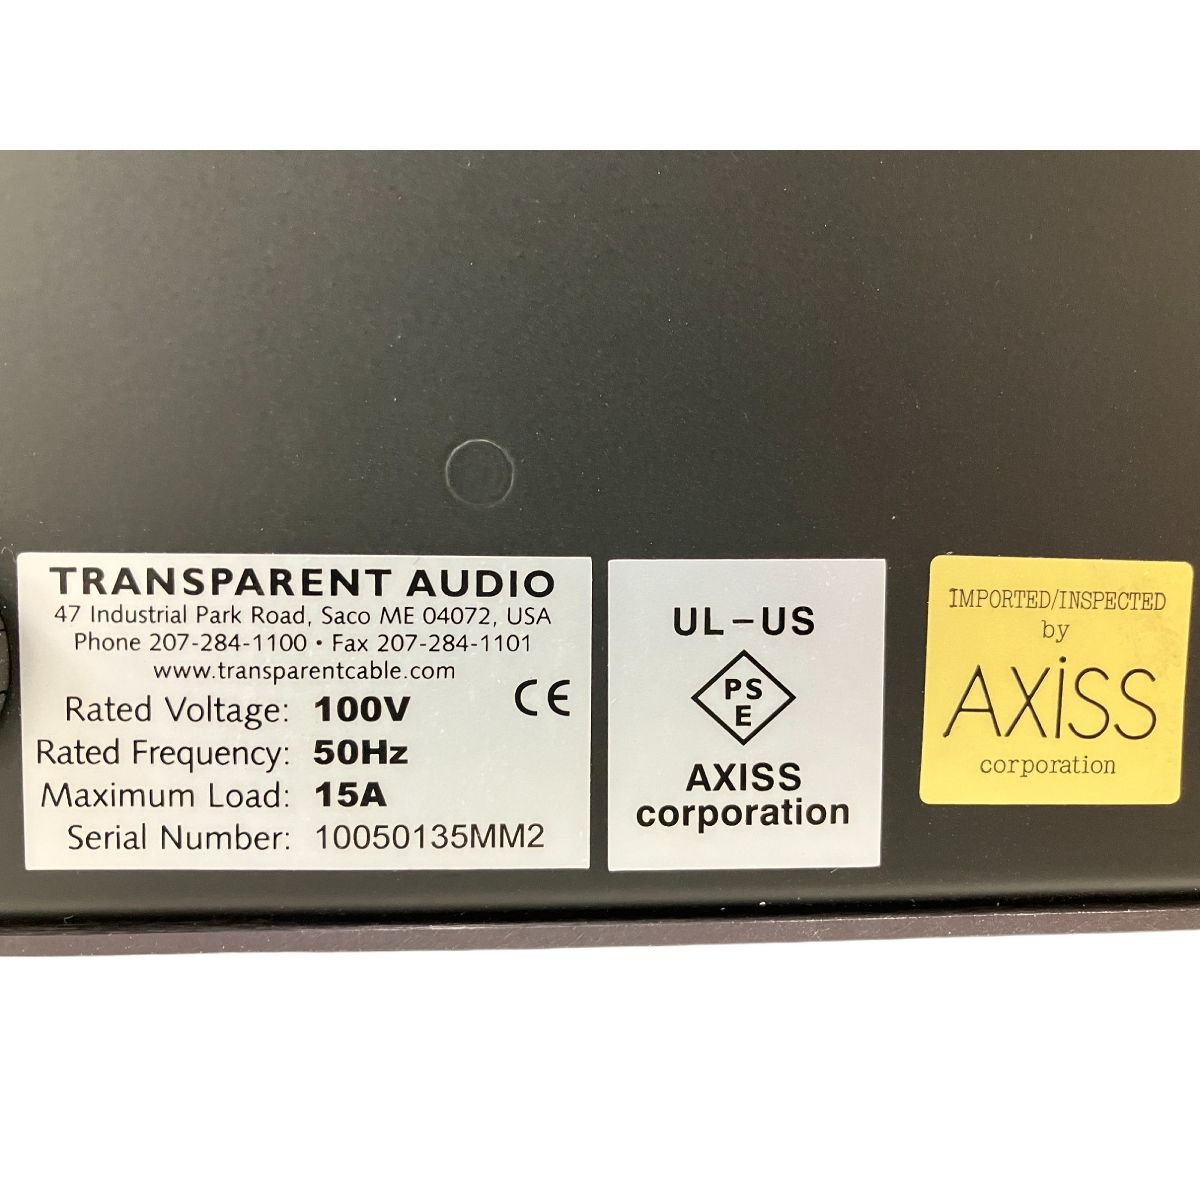 TRANSPARENT AUDIO
47 Industrial Park Road, Saco ME 04072, USA
Phone 207-284-1100 • Fax 207-284-1101
www.transparentcable.com
CE
Rated Voltage: 100V
Rated Frequency: 50Hz
Maximum Load: 15A
Serial Number: 10050135MM2
UL-US
PS
E
AXISS
corporation
IMPORTED/INSPECTED
by
AXiSS
corporation